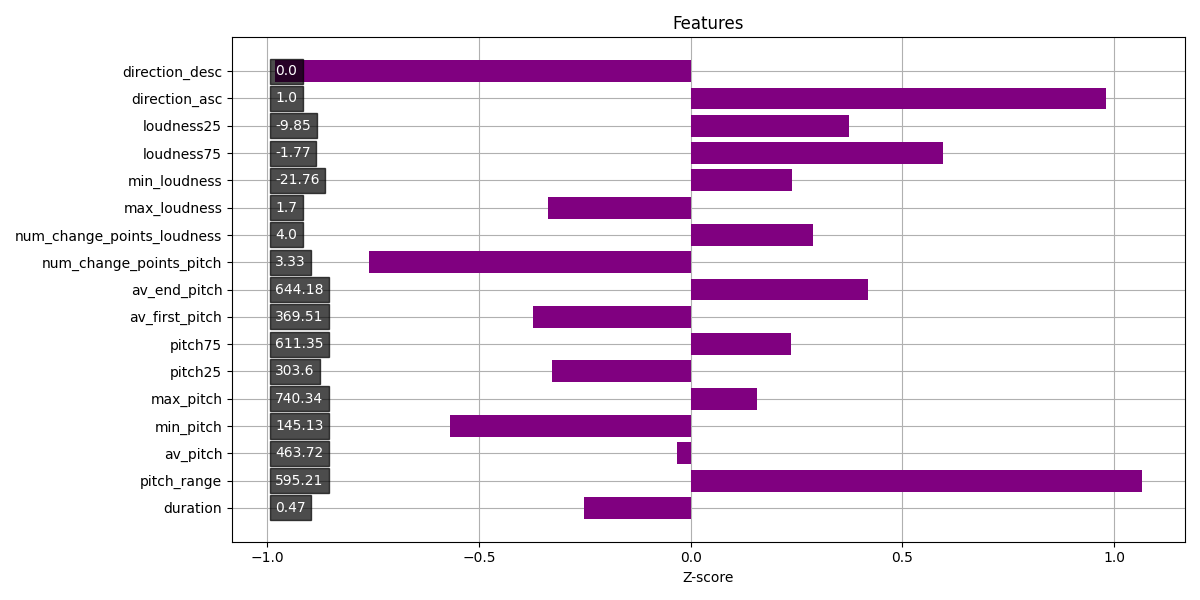 Features
direction_desc 0.0
direction_asc 1.0
loudness25 -9.85
loudness75 -1.77
min_loudness -21.76
max_loudness 1.7
num_change_points_loudness 4.0
num_change_points_pitch 3.33
av_end_pitch 644.18
av_first_pitch 369.51
pitch75 611.35
pitch25 303.6
max_pitch 740.34
min_pitch 145.13
av_pitch 463.72
pitch_range 595.21
duration 0.47
−1.0 −0.5 0.0 0.5 1.0
Z-score